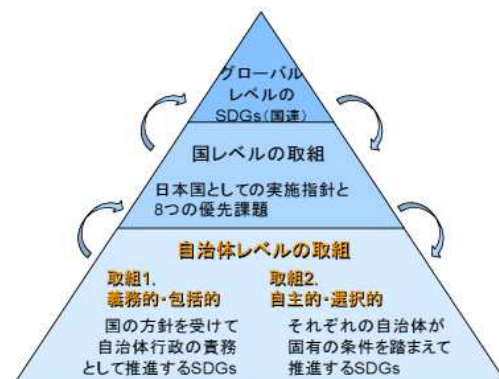 グローバル
レベルの
SDGs(国連)
国レベルの取組
日本国としての実施指針と
8つの優先課題
自治体レベルの取組
取組1.
義務的・包括的
国の方針を受けて
自治体行政の責務
として推進するSDGs
取組2.
自主的・選択的
それぞれの自治体が
固有の条件を踏まえて
推進するSDGs